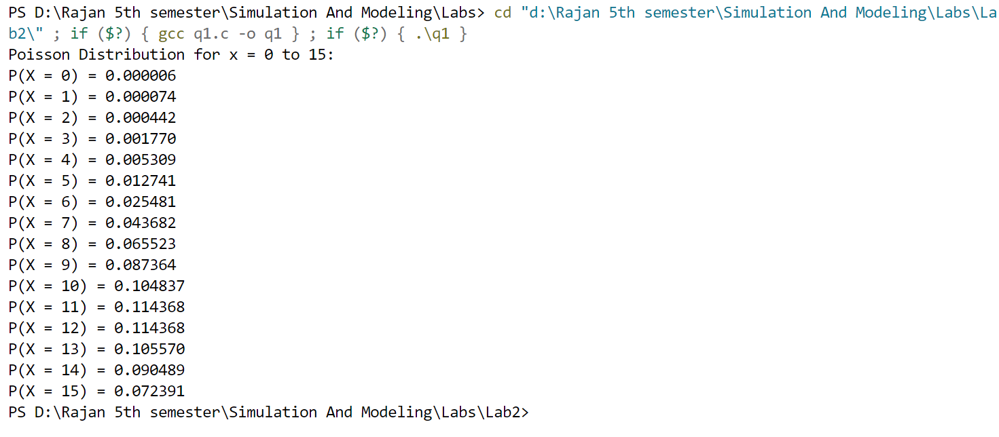 PS D:\Rajan 5th semester\Simulation And Modeling\Labs> cd "d:\Rajan 5th semester\Simulation And Modeling\Labs\La
b2\" ; if ($?) { gcc q1.c -o q1 } ; if ($?) { .\q1 }
Poisson Distribution for x = 0 to 15:
P(X = 0) = 0.000006
P(X = 1) = 0.000074
P(X = 2) = 0.000442
P(X = 3) = 0.001770
P(X = 4) = 0.005309
P(X = 5) = 0.012741
P(X = 6) = 0.025481
P(X = 7) = 0.043682
P(X = 8) = 0.065523
P(X = 9) = 0.087364
P(X = 10) = 0.104837
P(X = 11) = 0.114368
P(X = 12) = 0.114368
P(X = 13) = 0.105570
P(X = 14) = 0.090489
P(X = 15) = 0.072391
PS D:\Rajan 5th semester\Simulation And Modeling\Labs\Lab2>